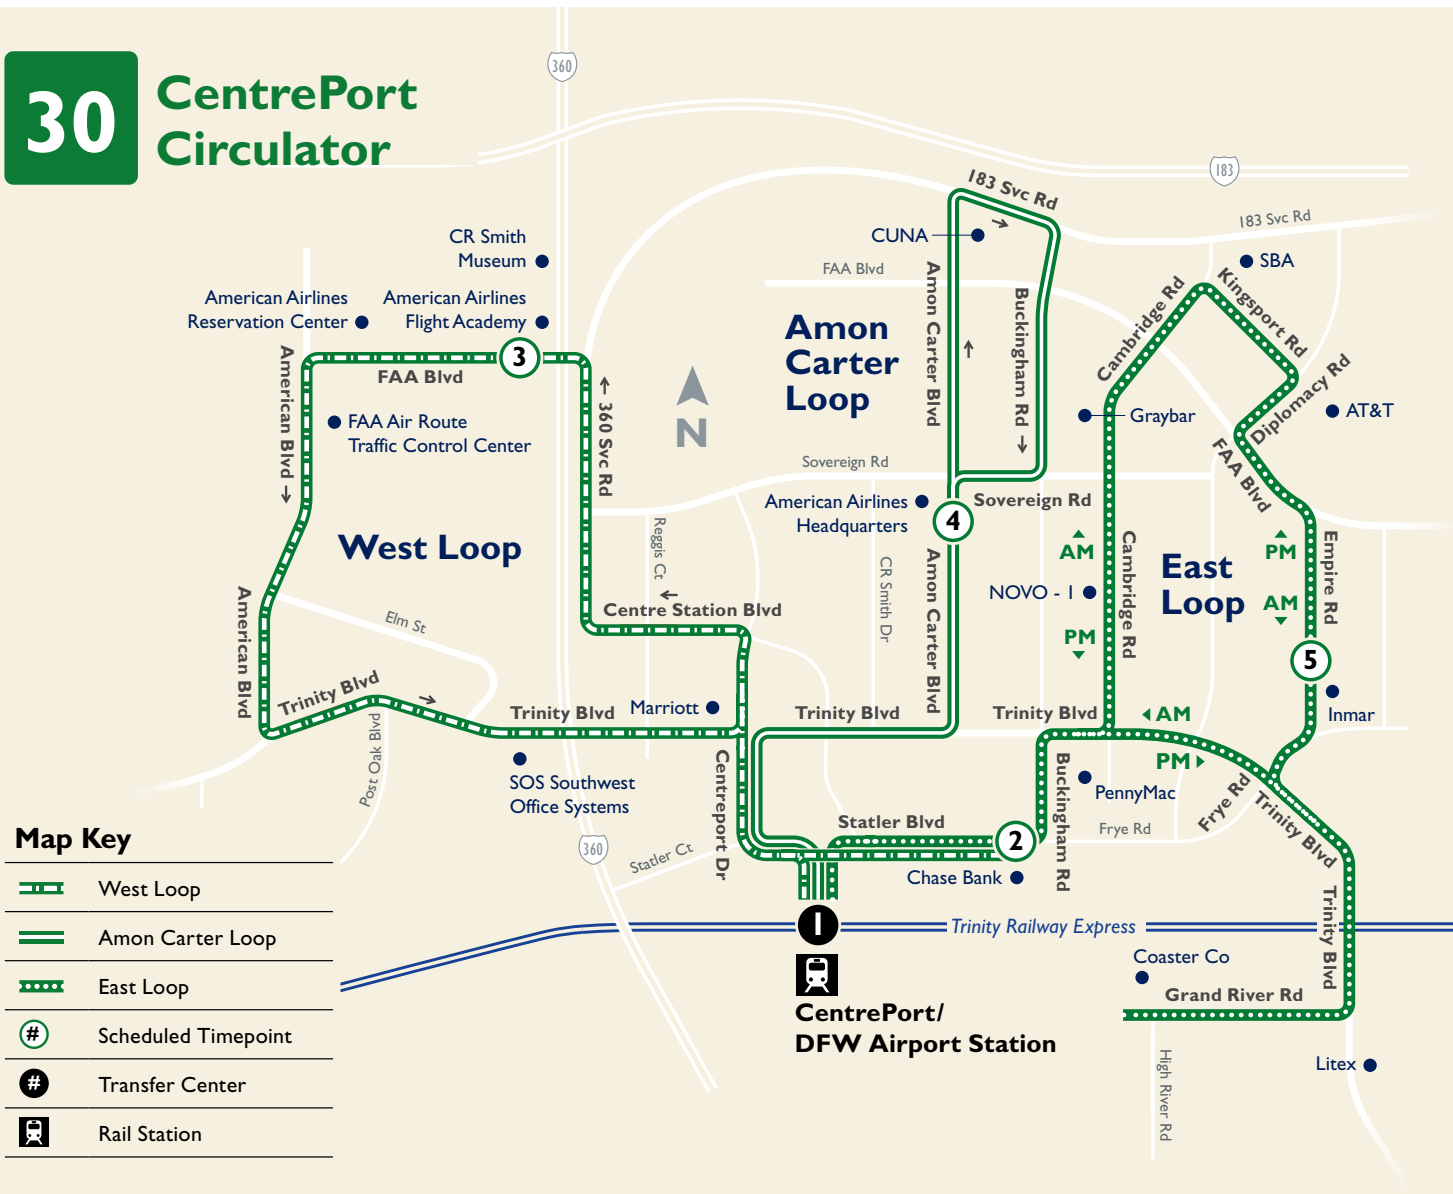 30
CentrePort
Circulator
360
183
183 Svc Rd
183 Svc Rd
CUNA
SBA
CR Smith
Museum
FAA Blvd
Kingsport Rd
Cambridge Rd
American Airlines
Reservation Center
American Airlines
Flight Academy
Amon Carter Blvd
Buckingham Rd
Amon
Carter
Loop
3
FAA Blvd
American Blvd
360 Svc Rd
N
Diplomacy Rd
AT&T
Graybar
FAA Air Route
Traffic Control Center
FAA Blvd
Sovereign Rd
Sovereign Rd
American Airlines
Headquarters
4
West Loop
Reggis Ct
CR Smith Dr
Amon Carter Blvd
AM
Cambridge Rd
East
Loop
PM
AM
Empire Rd
NOVO - 1
PM
American Blvd
Elm St
Centre Station Blvd
5
Inmar
Trinity Blvd
Trinity Blvd
Marriott
Trinity Blvd
Trinity Blvd
AM
PM
Post Oak Blvd
SOS Southwest
Office Systems
Centreport Dr
Buckingham Rd
PennyMac
Frye Rd
Trinity Blvd
Statler Blvd
2
Frye Rd
360
Statler Ct
Chase Bank
Trinity Blvd
1
Trinity Railway Express
Coaster Co
Grand River Rd
CentrePort/
DFW Airport Station
High River Rd
Litex
Map Key
West Loop
Amon Carter Loop
East Loop
# Scheduled Timepoint
# Transfer Center
Rail Station